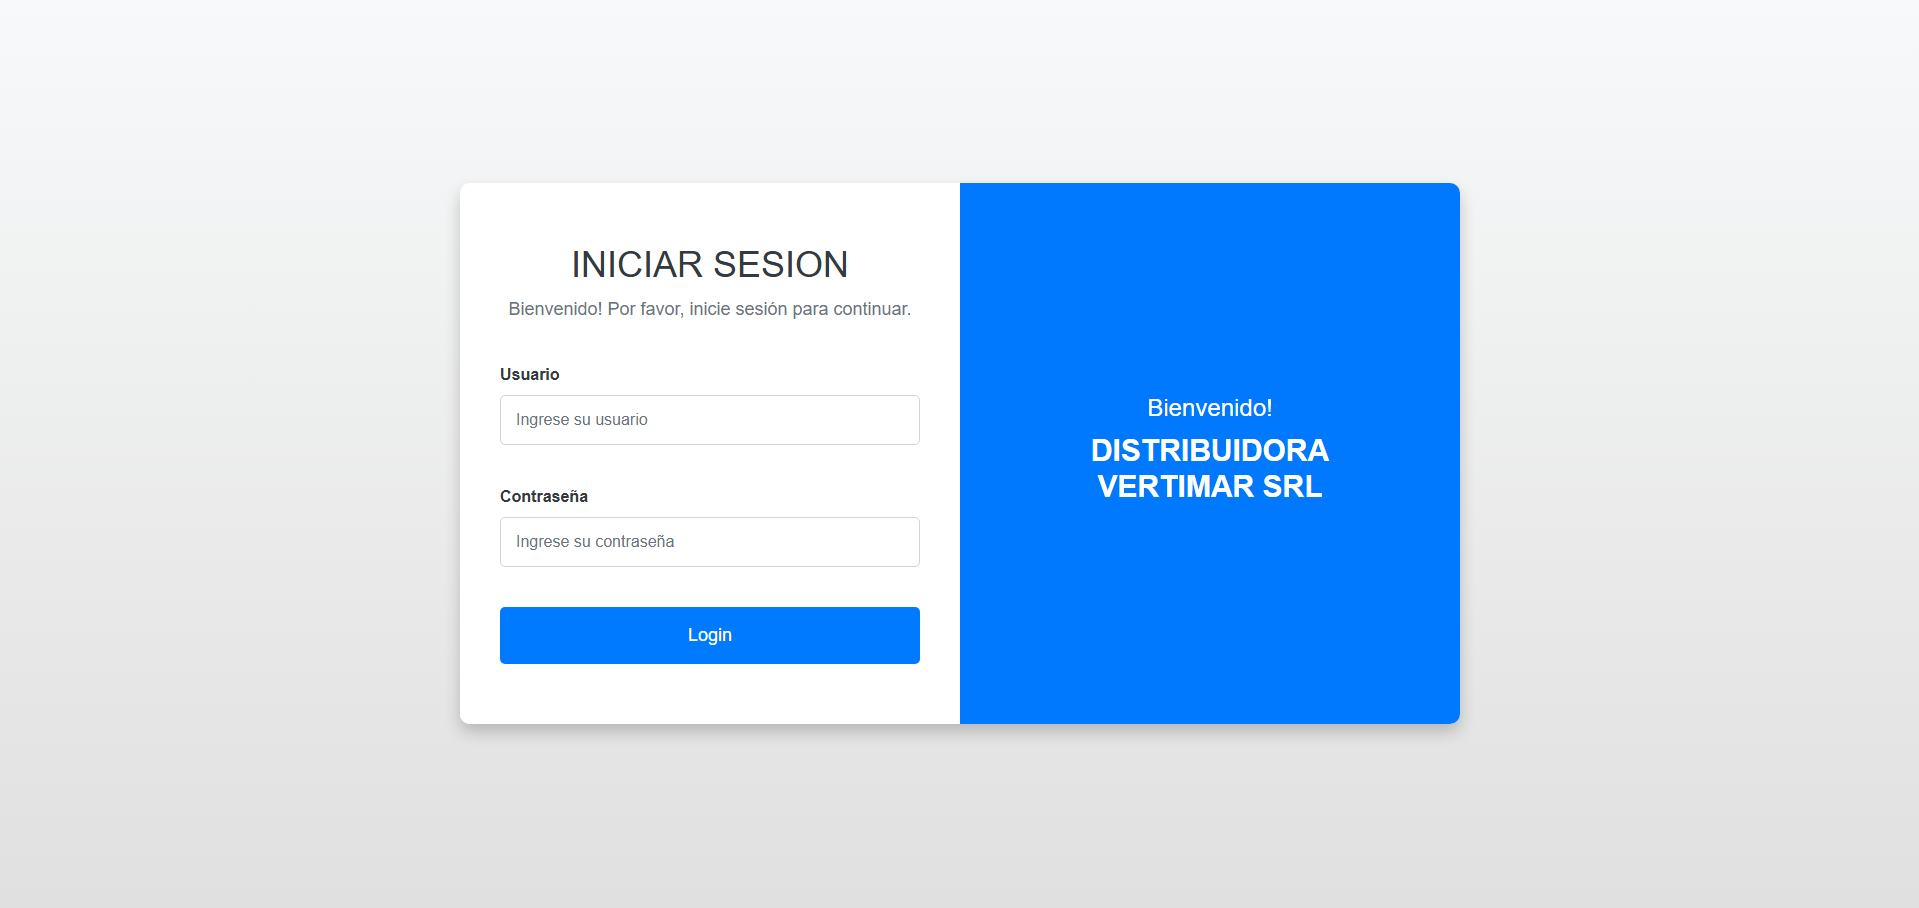 INICIAR SESION
Bienvenido! Por favor, inicie sesión para continuar.
Usuario
Ingrese su usuario
Contraseña
Ingrese su contraseña
Login
Bienvenido!
DISTRIBUIDORA
VERTIMAR SRL